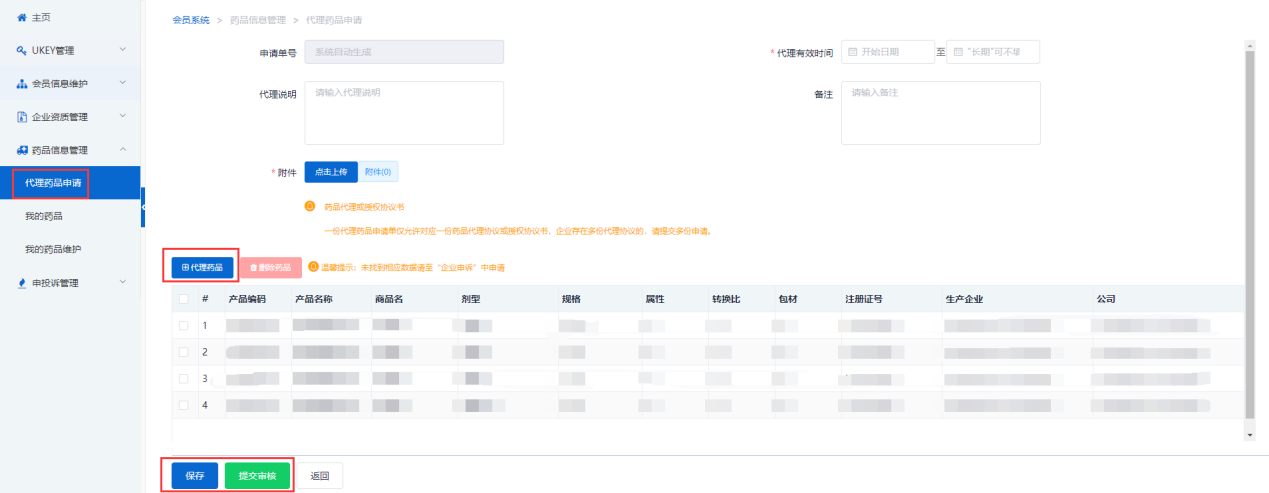 主页
UKEY管理
会员信息维护
企业资质管理
药品信息管理
代理药品申请
我的药品
我的药品维护
申投诉管理
会员系统 > 药品信息管理 > 代理药品申请
申请单号 系统自动生成 * 代理有效时间 开始日期 至 "长期"可不填
代理说明 请输入代理说明 备注 请输入备注
* 附件 点击上传 附件(0)
药品代理或授权协议书
一份代理药品申请单仅允许对应一份药品代理协议或授权协议书，企业存在多份代理协议的，请提交多份申请。
代理药品 删除药品 温馨提示：未找到相应数据请至 "企业申诉" 中申请
# 产品编码 产品名称 商品名 剂型 规格 属性 转换比 包材 注册证号 生产企业 公司
1
2
3
4
保存 提交审核 返回